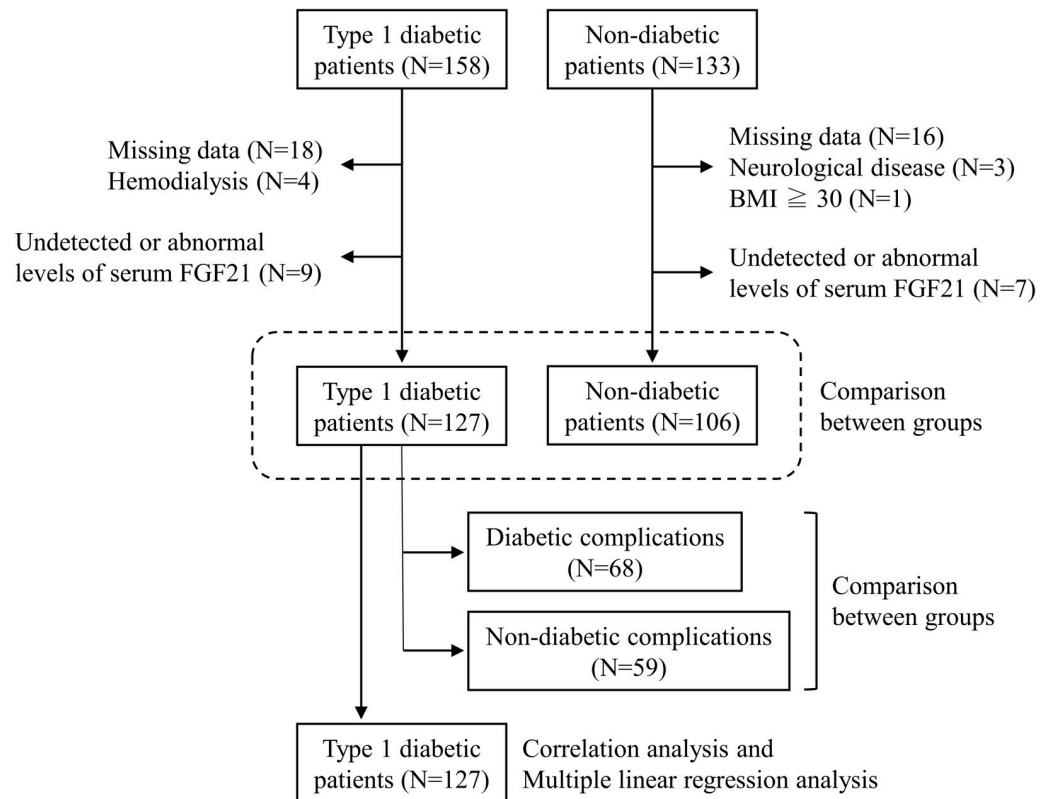 Type 1 diabetic
patients (N=158)
Non-diabetic
patients (N=133)
Missing data (N=18)
Hemodialysis (N=4)
Missing data (N=16)
Neurological disease (N=3)
BMI ≧ 30 (N=1)
Undetected or abnormal
levels of serum FGF21 (N=9)
Undetected or abnormal
levels of serum FGF21 (N=7)
Type 1 diabetic
patients (N=127)
Non-diabetic
patients (N=106)
Comparison
between groups
Diabetic complications
(N=68)
Non-diabetic complications
(N=59)
Comparison
between groups
Type 1 diabetic
patients (N=127)
Correlation analysis and
Multiple linear regression analysis